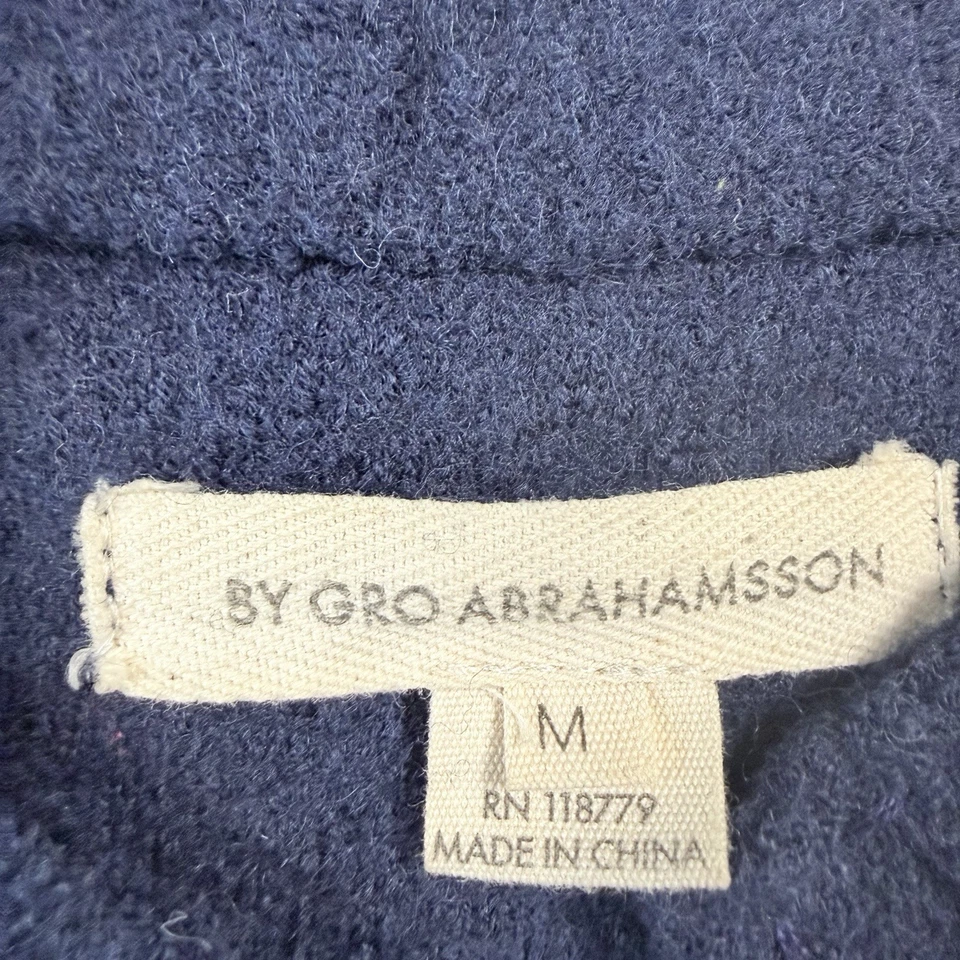 BY GRO ABRAHAMSSON
M
RN 118779
MADE IN CHINA